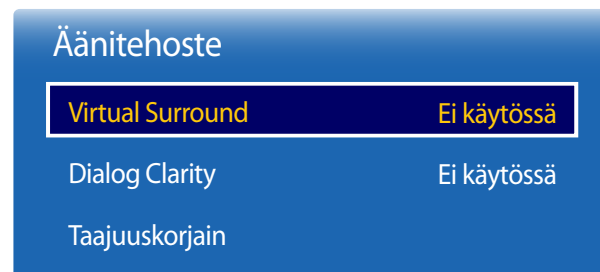 Äänitehoste
Virtual Surround Ei käytössä
Dialog Clarity Ei käytössä
Taajuuskorjain